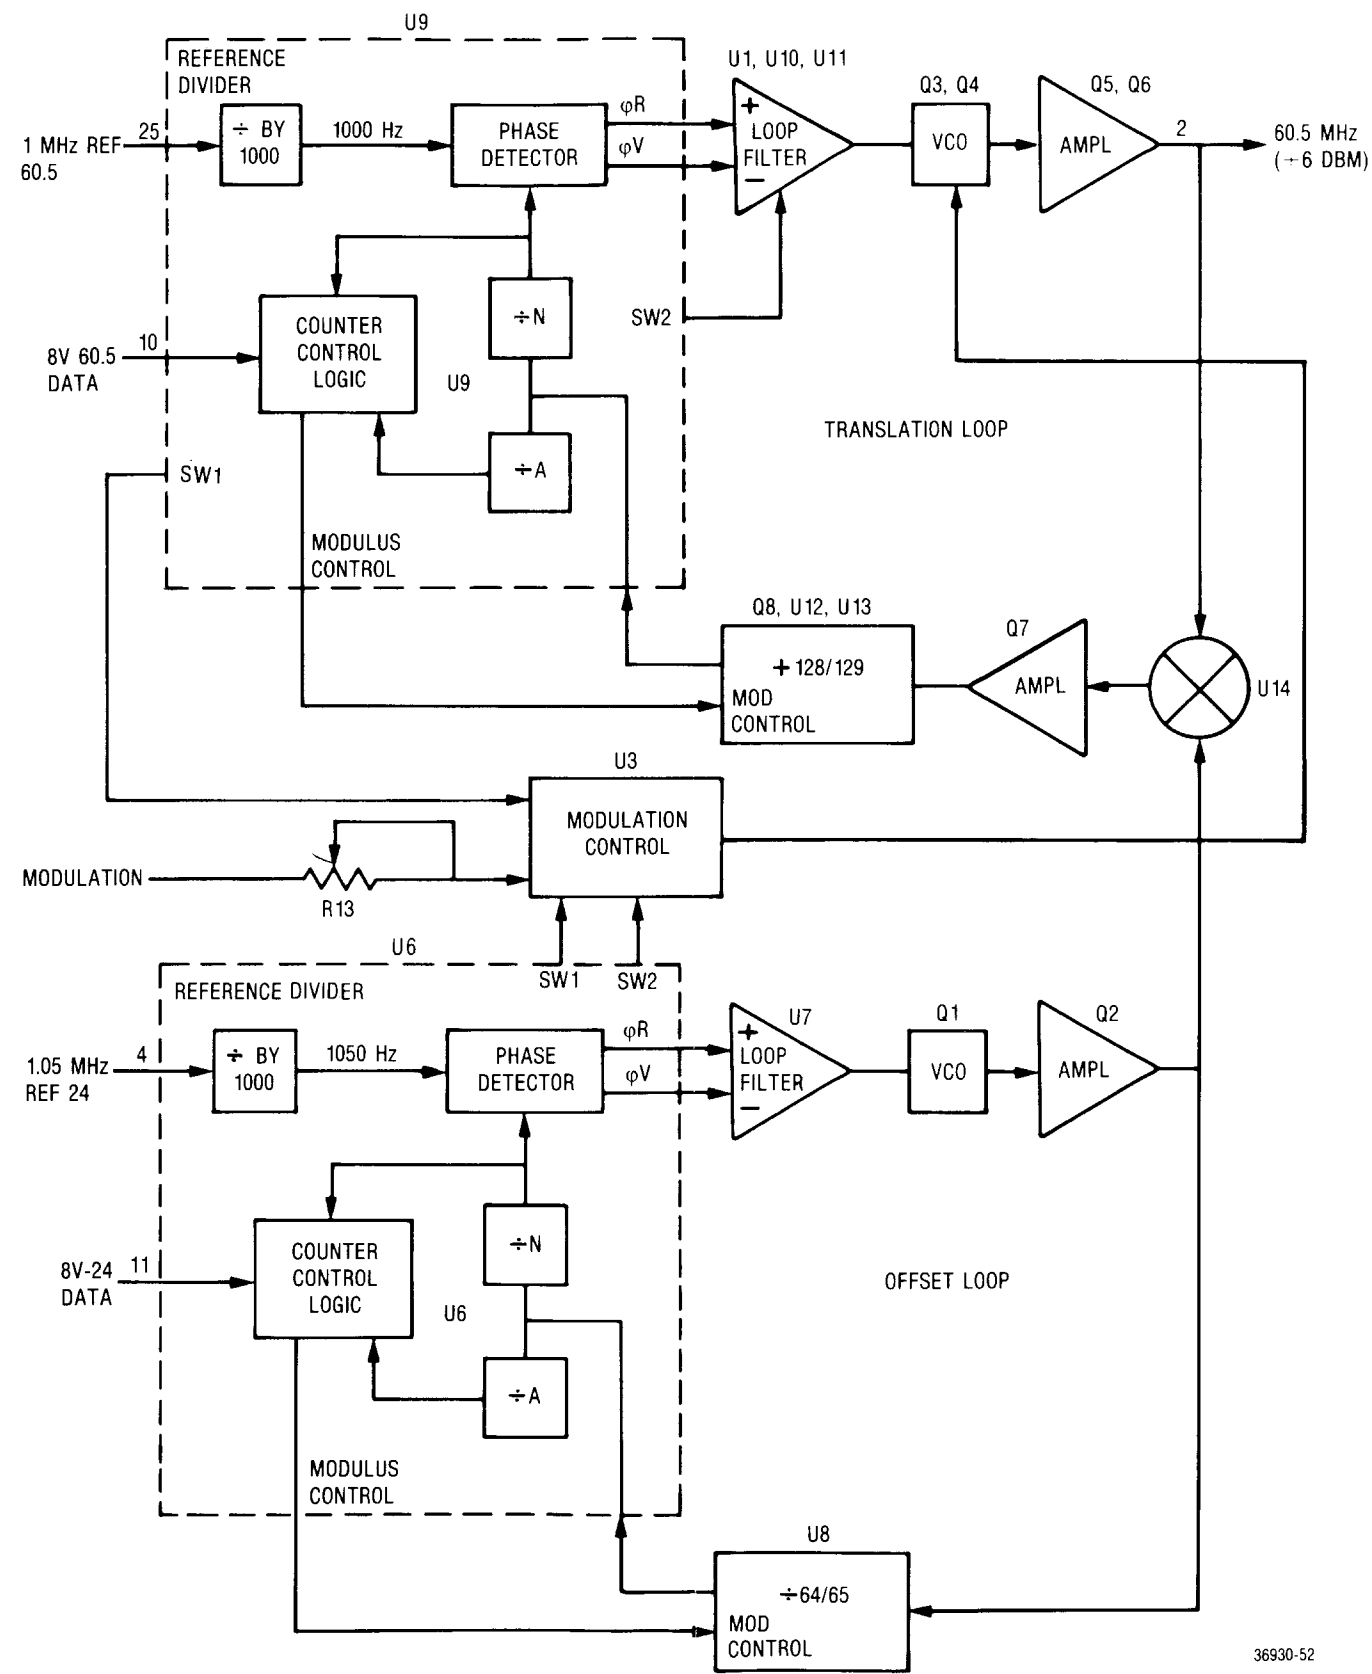 U9
REFERENCE
DIVIDER
1 MHz REF
60.5
25
÷ BY
1000
1000 Hz
PHASE
DETECTOR
φR
φV
U1, U10, U11
+
LOOP
FILTER
−
Q3, Q4
VCO
Q5, Q6
AMPL
2
60.5 MHz
(+6 DBM)
8V 60.5
DATA
10
COUNTER
CONTROL
LOGIC
÷N
U9
÷A
SW2
SW1
MODULUS
CONTROL
TRANSLATION LOOP
Q8, U12, U13
+128/129
MOD
CONTROL
Q7
AMPL
U14
U3
MODULATION
CONTROL
MODULATION
R13
SW1
SW2
U6
REFERENCE DIVIDER
1.05 MHz
REF 24
4
÷ BY
1000
1050 Hz
PHASE
DETECTOR
φR
φV
U7
+
LOOP
FILTER
−
Q1
VCO
Q2
AMPL
8V-24
DATA
11
COUNTER
CONTROL
LOGIC
÷N
U6
÷A
OFFSET LOOP
MODULUS
CONTROL
U8
÷64/65
MOD
CONTROL
36930-52